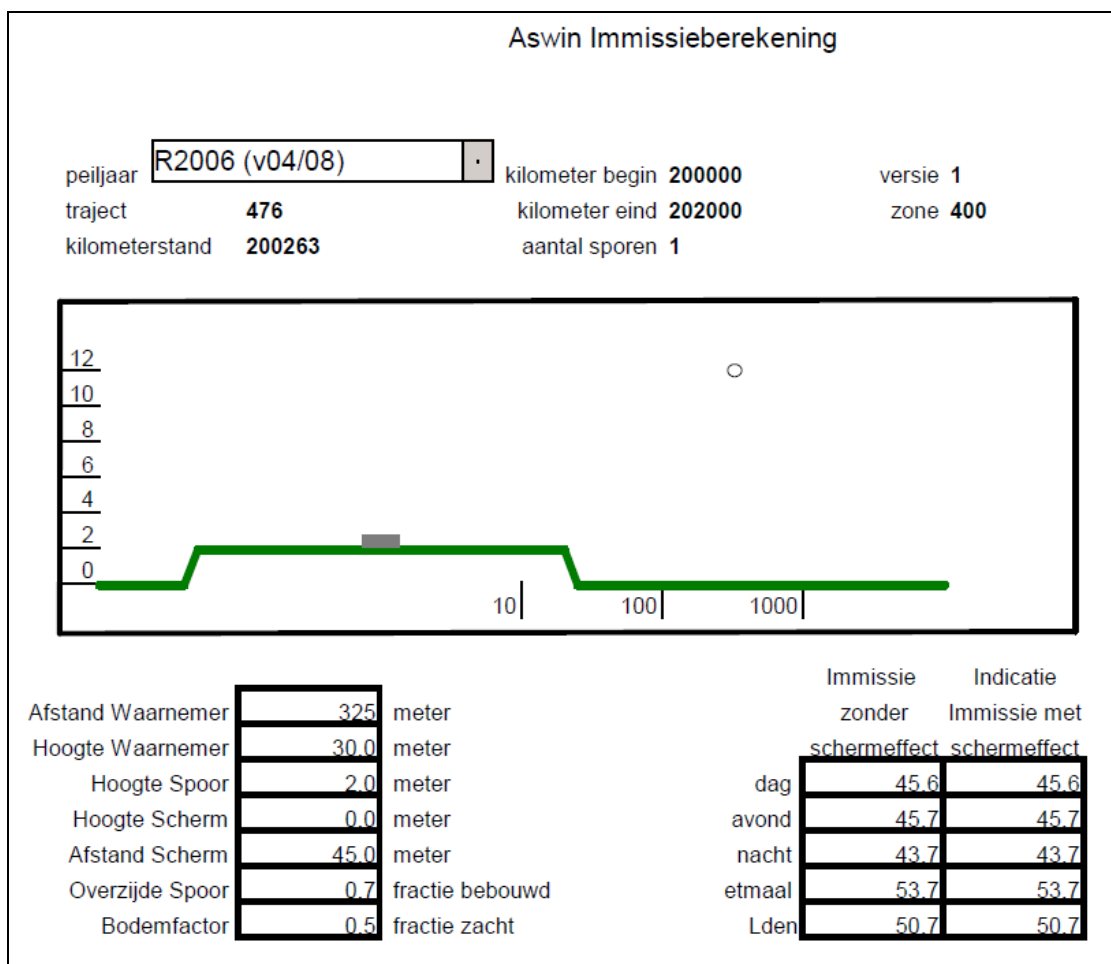 Aswin Immissieberekening
peiljaar R2006 (v04/08) kilometer begin 200000 versie 1
traject 476 kilometer eind 202000 zone 400
kilometerstand 200263 aantal sporen 1
12
10
8
6
4
2
0
10 100 1000
Immissie Indicatie
Afstand Waarnemer 325 meter zonder Immissie met
Hoogte Waarnemer 30.0 meter schermeffect schermeffect
Hoogte Spoor 2.0 meter dag 45.6 45.6
Hoogte Scherm 0.0 meter avond 45.7 45.7
Afstand Scherm 45.0 meter nacht 43.7 43.7
Overzijde Spoor 0.7 fractie bebouwd etmaal 53.7 53.7
Bodemfactor 0.5 fractie zacht Lden 50.7 50.7